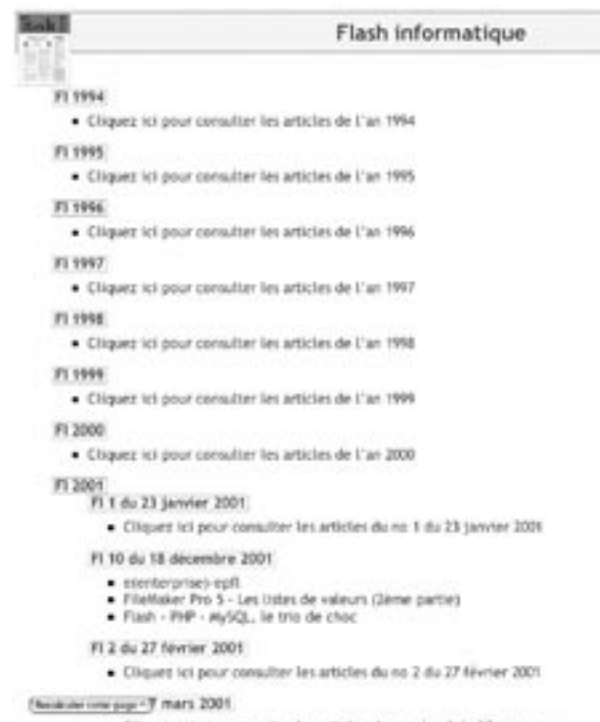 Flash informatique
FI 1994
• Cliquez ici pour consulter les articles de l'an 1994
FI 1995
• Cliquez ici pour consulter les articles de l'an 1995
FI 1996
• Cliquez ici pour consulter les articles de l'an 1996
FI 1997
• Cliquez ici pour consulter les articles de l'an 1997
FI 1998
• Cliquez ici pour consulter les articles de l'an 1998
FI 1999
• Cliquez ici pour consulter les articles de l'an 1999
FI 2000
• Cliquez ici pour consulter les articles de l'an 2000
FI 2001
FI 1 du 23 janvier 2001
• Cliquez ici pour consulter les articles du no 1 du 23 janvier 2001
FI 10 du 18 décembre 2001
• e(enterprise)-epfl
• FileMaker Pro 5 - Les listes de valeurs (2ème partie)
• Flash - PHP - MySQL, le trio de choc
FI 2 du 27 février 2001
• Cliquez ici pour consulter les articles du no 2 du 27 février 2001
Recalculer cette page
7 mars 2001